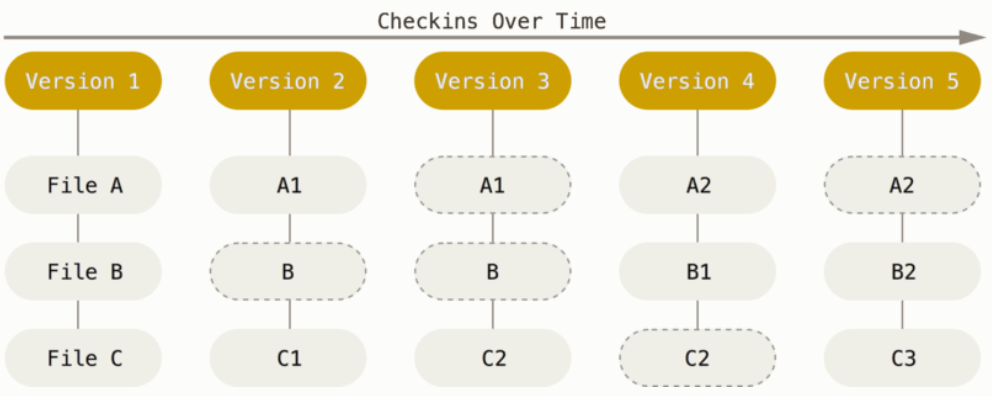 Checkins Over Time
Version 1 Version 2 Version 3 Version 4 Version 5
File A A1 A1 A2 A2
File B B B B1 B2
File C C1 C2 C2 C3